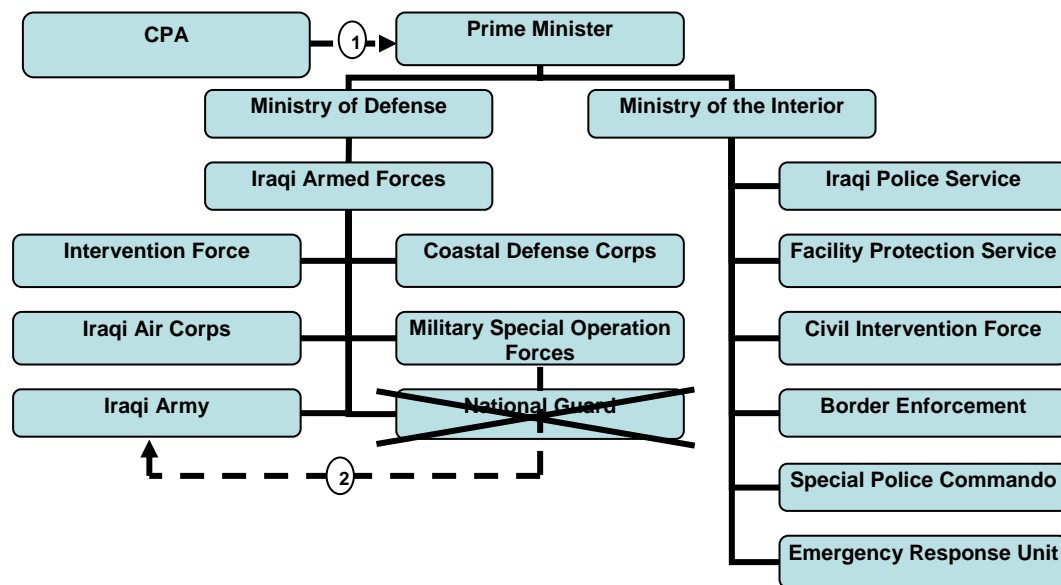 CPA
1
Prime Minister
Ministry of Defense
Ministry of the Interior
Iraqi Armed Forces
Iraqi Police Service
Intervention Force
Coastal Defense Corps
Facility Protection Service
Iraqi Air Corps
Military Special Operation
Forces
Civil Intervention Force
Iraqi Army
National Guard
Border Enforcement
2
Special Police Commando
Emergency Response Unit